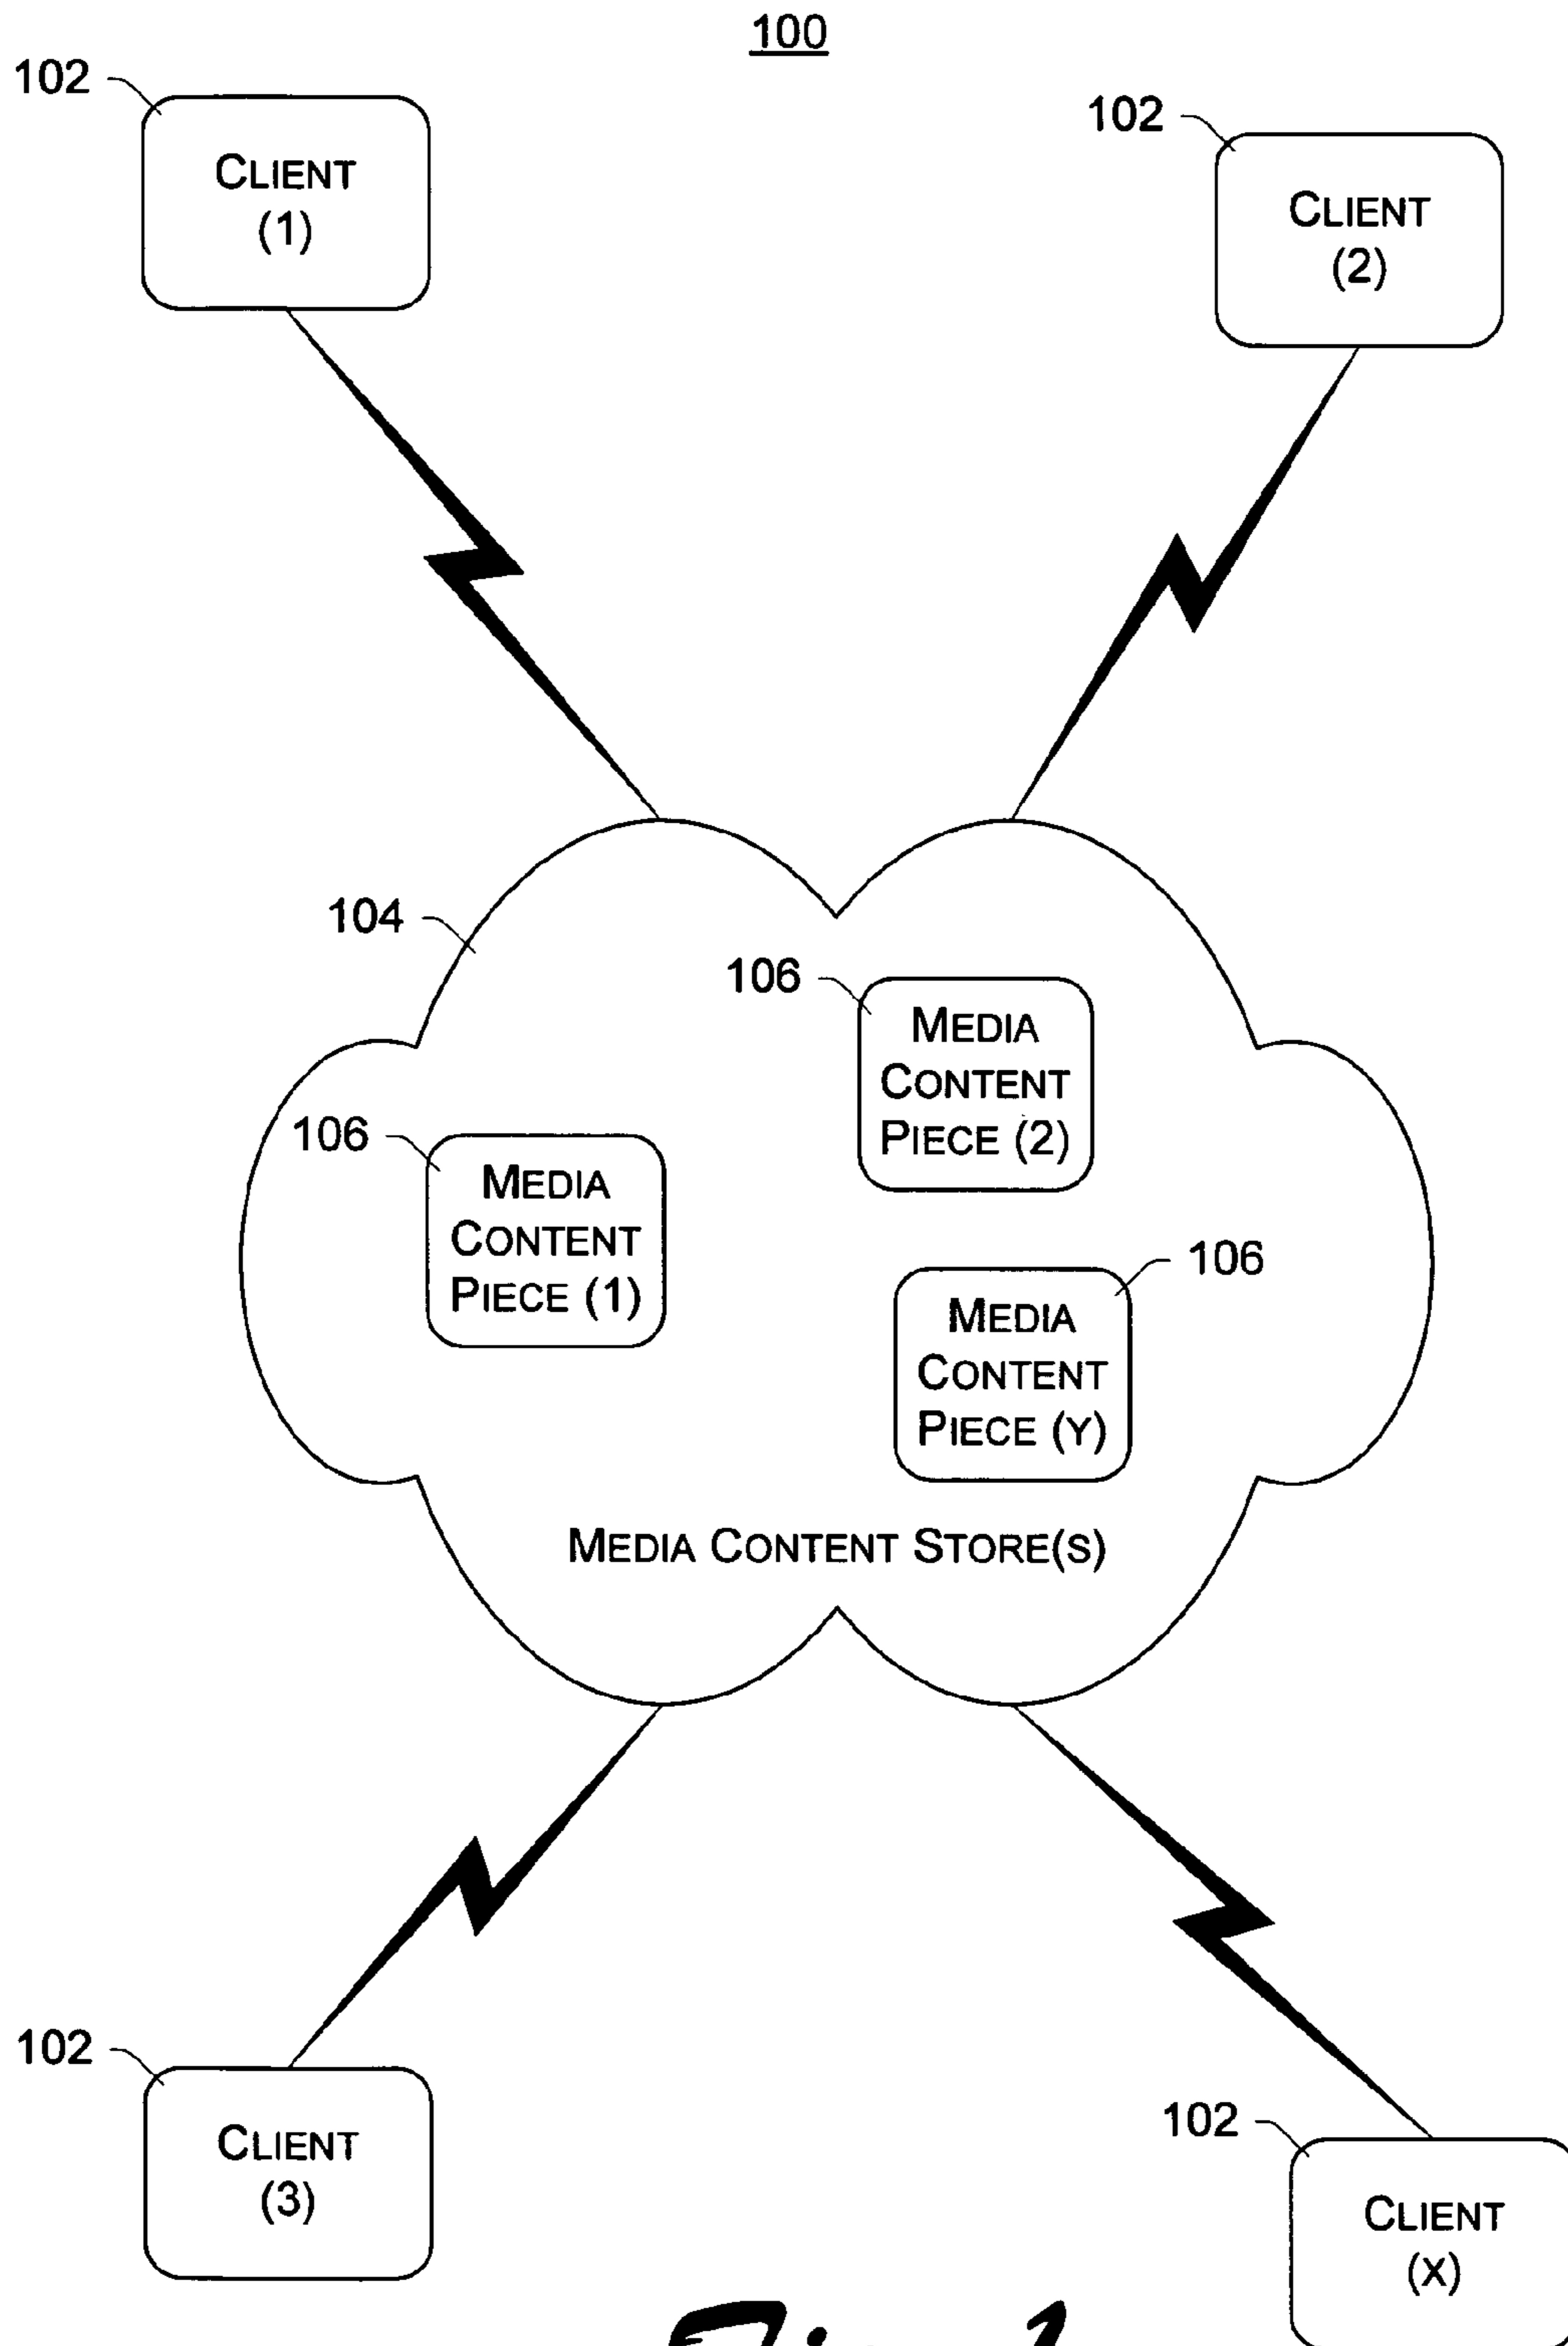 100
102
CLIENT
(1)
102
CLIENT
(2)
104
106
MEDIA
CONTENT
PIECE (2)
106
MEDIA
CONTENT
PIECE (1)
106
MEDIA
CONTENT
PIECE (Y)
MEDIA CONTENT STORE(S)
102
CLIENT
(3)
102
CLIENT
(X)